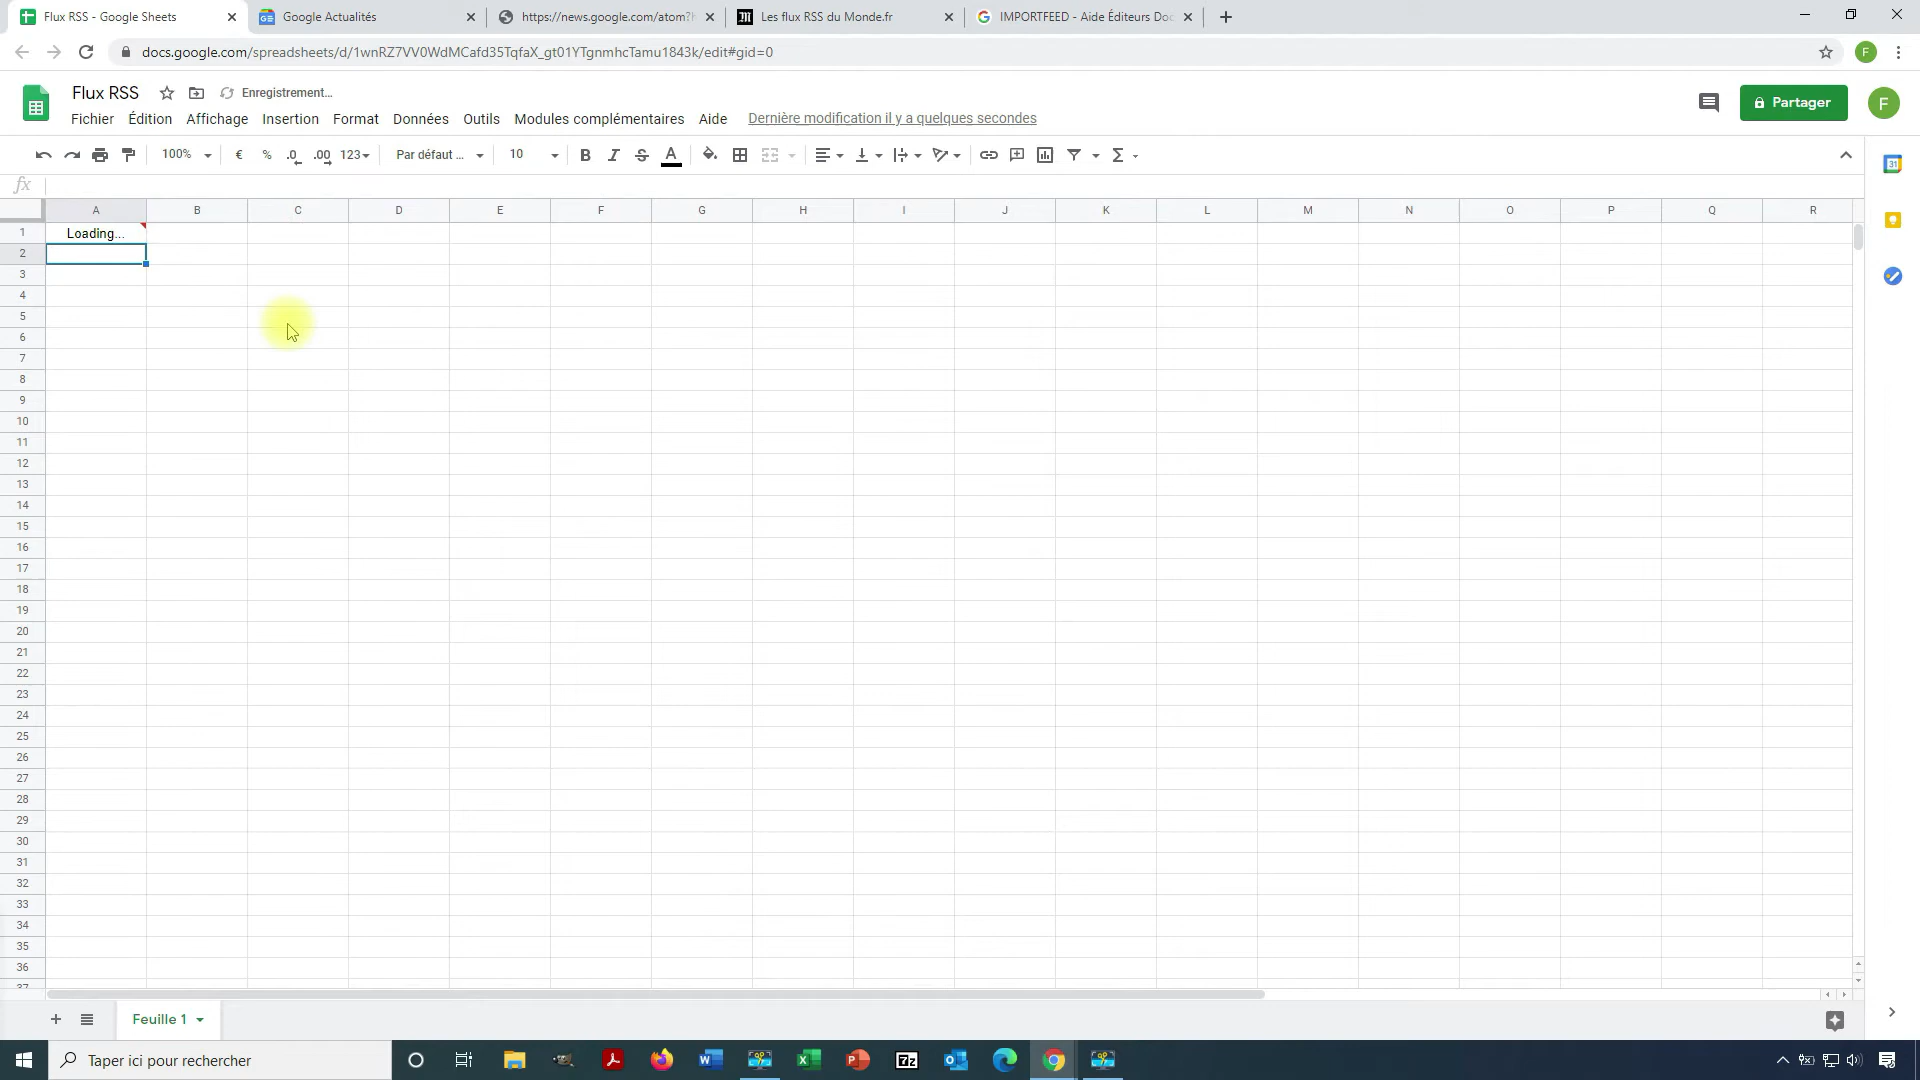 Flux RSS - Google Sheets
Google Actualités
https://news.google.com/atom?h
Les flux RSS du Monde.fr
IMPORTFEED - Aide Éditeurs Doc
docs.google.com/spreadsheets/d/1wnRZ7VV0WdMCafd35TqfaX_gt01YTgnmhcTamu1843k/edit#gid=0
F
Flux RSS
Enregistrement...
Fichier Édition Affichage Insertion Format Données Outils Modules complémentaires Aide
Dernière modification il y a quelques secondes
Partager
F
100% € % .0 .00 123 Par défaut ... 10 B I S A Σ
31
fx
A B C D E F G H I J K L M N O P Q R
1 Loading...
2
3
4
5
6
7
8
9
10
11
12
13
14
15
16
17
18
19
20
21
22
23
24
25
26
27
28
29
30
31
32
33
34
35
36
37
Feuille 1
Taper ici pour rechercher